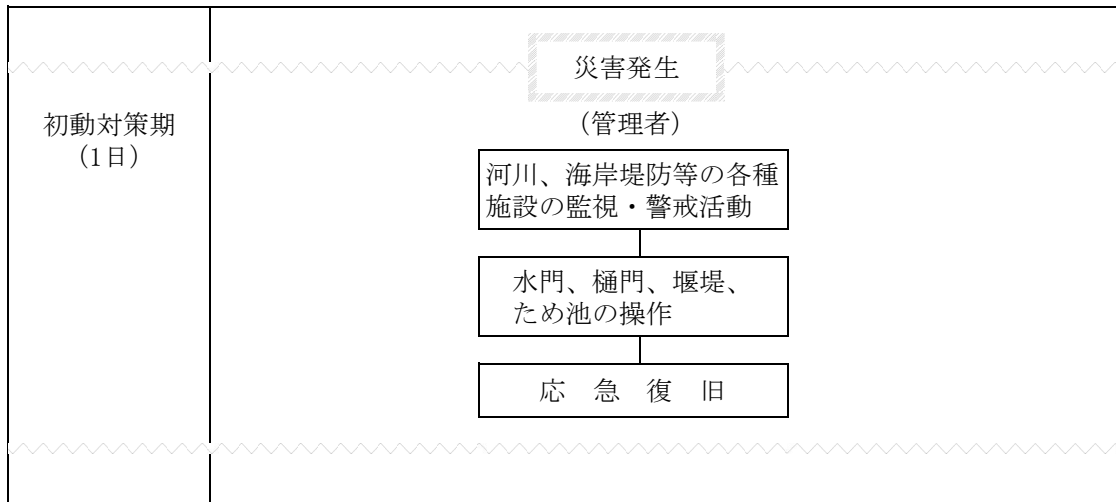 災害発生
初動対策期
(1日)
(管理者)
河川、海岸堤防等の各種
施設の監視・警戒活動
水門、樋門、堰堤、
ため池の操作
応 急 復 旧